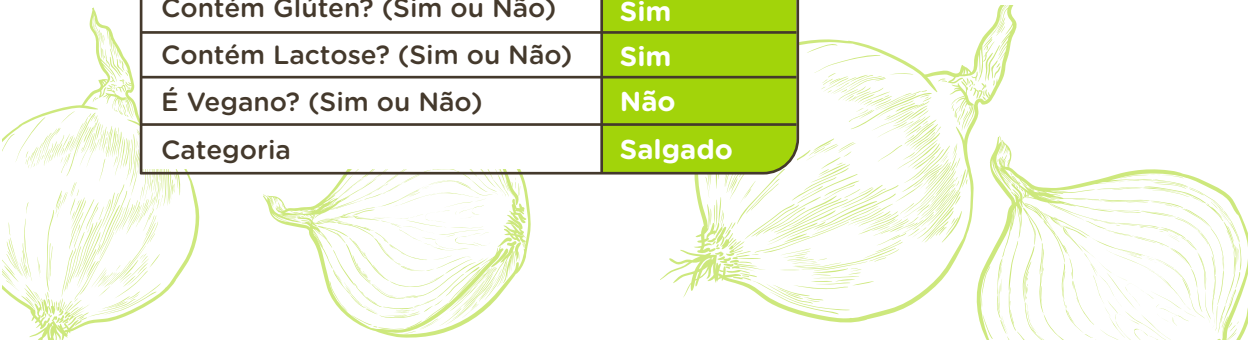 Contém Glúten? (Sim ou Não) Sim
Contém Lactose? (Sim ou Não) Sim
É Vegano? (Sim ou Não) Não
Categoria Salgado